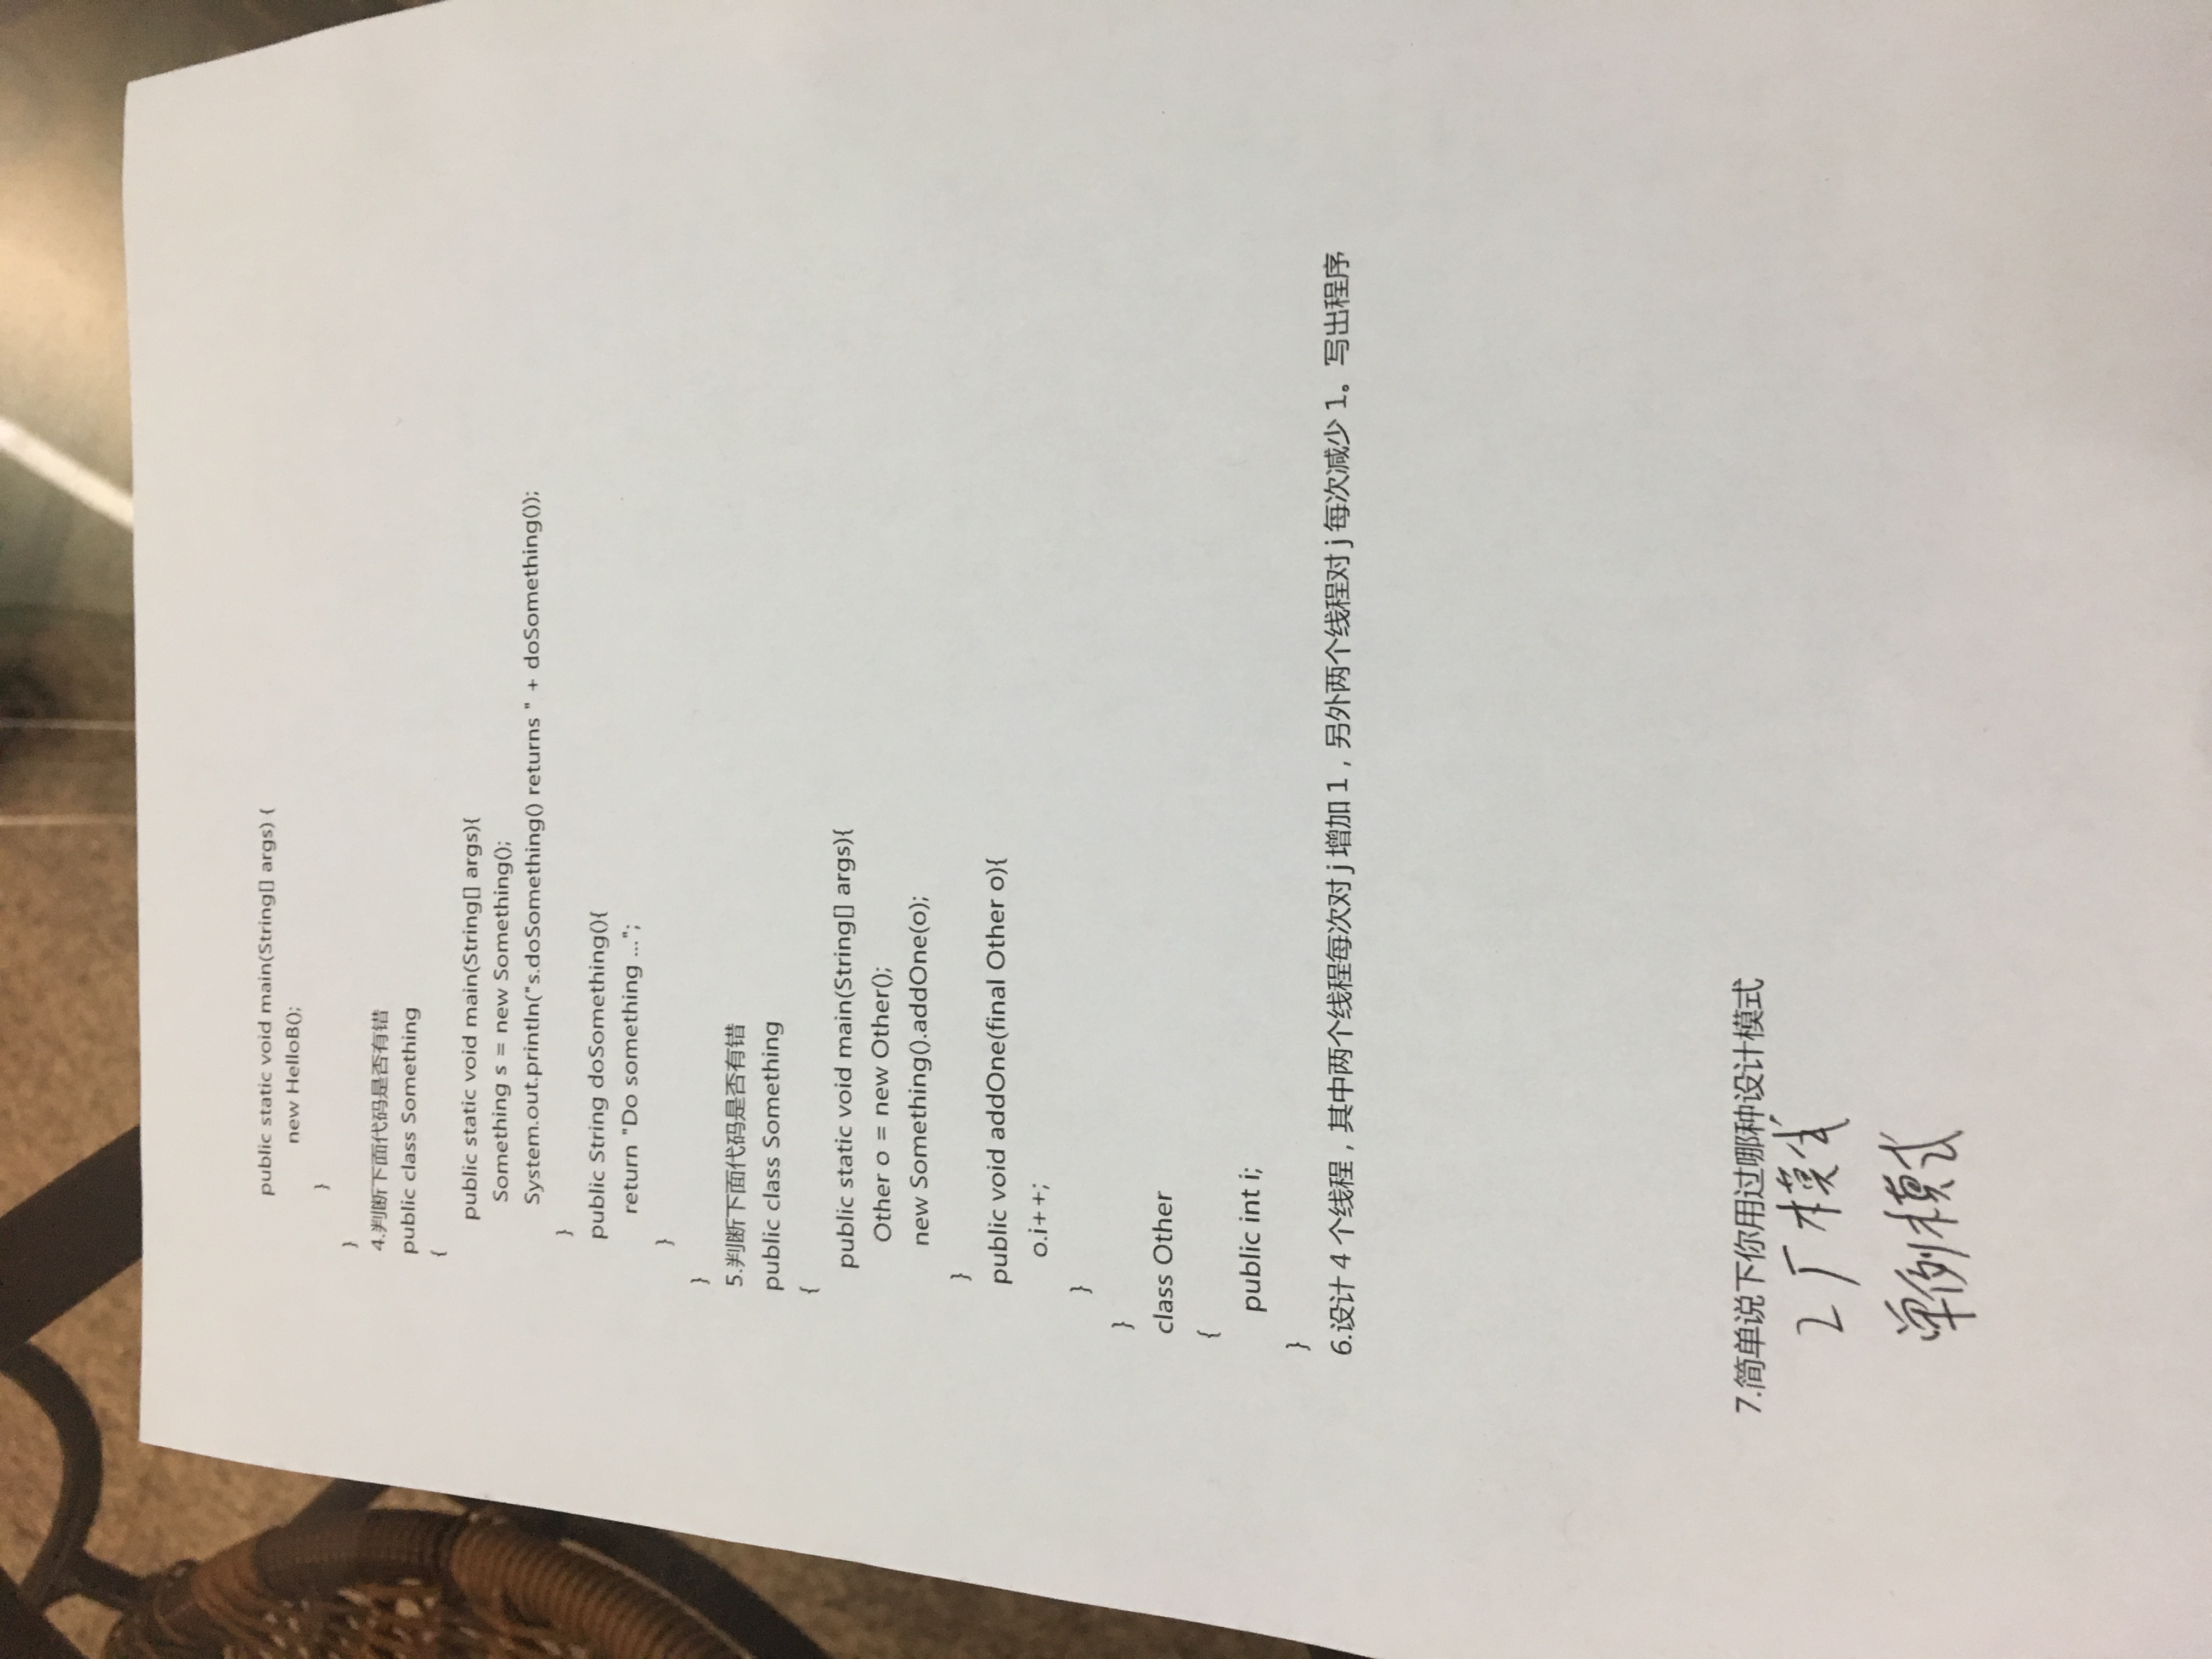 public static void main(String[] args) {
new HelloB();
}
}
4.判断下面代码是否有错
public class Something
{
public static void main(String[] args){
Something s = new Something();
System.out.println("s.doSomething() returns " + doSomething());
}
public String doSomething(){
return "Do something ...";
}
}
5.判断下面代码是否有错
public class Something
{
public static void main(String[] args){
Other o = new Other();
new Something().addOne(o);
}
public void addOne(final Other o){
o.i++;
}
}
class Other
{
public int i;
}
6.设计 4 个线程，其中两个线程每次对 j 增加 1，另外两个线程对 j 每次减少 1。写出程序
7.简单说下你用过哪种设计模式
工厂模式
单例模式